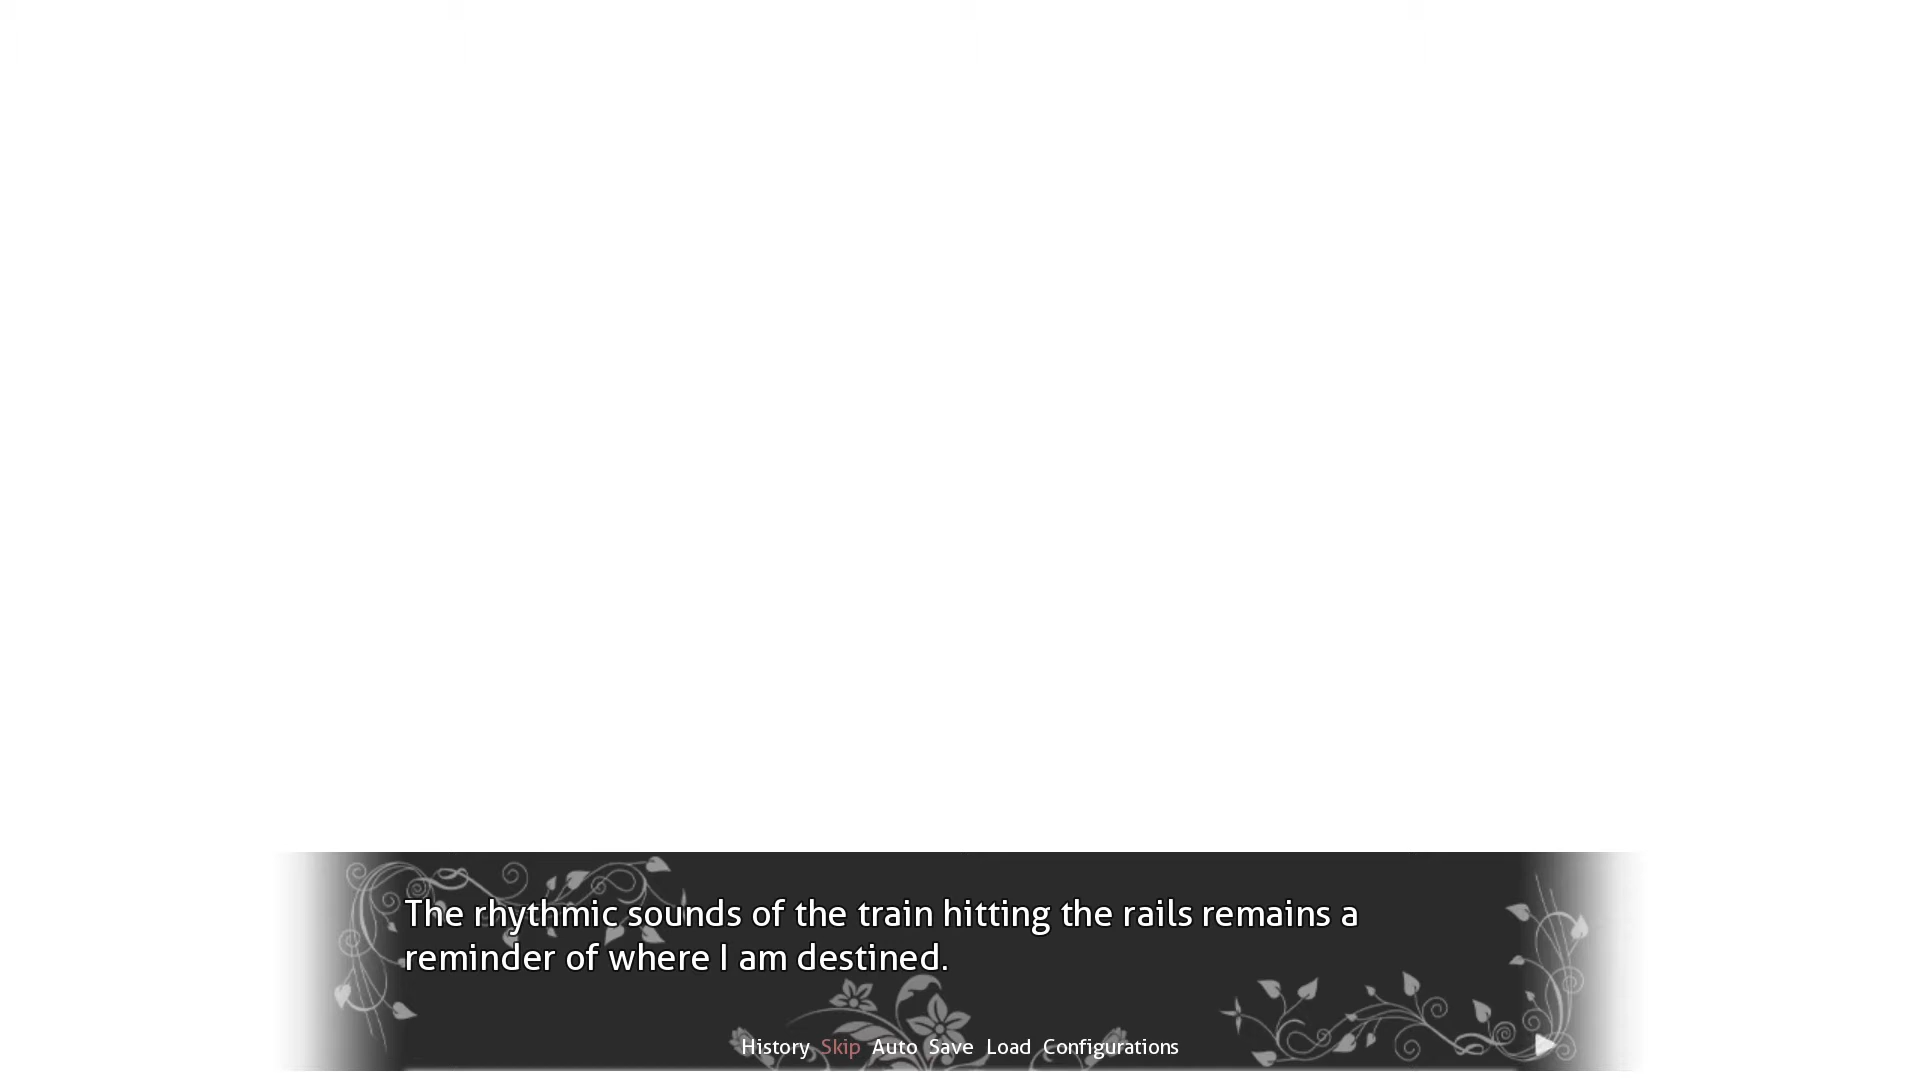 The rhythmic sounds of the train hitting the rails remains a
reminder of where I am destined.
History Skip Auto Save Load Configurations